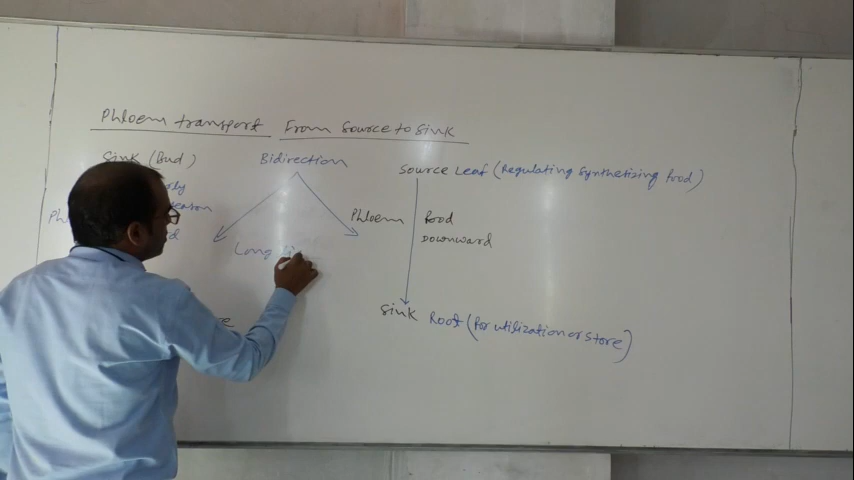 Phloem transport From Source to Sink
Sink (Bud)
Bidirection
Source Leaf (Regulating Synthetizing food)
Phloem
food
Downward
Long
Sink Root (for utilization or store)